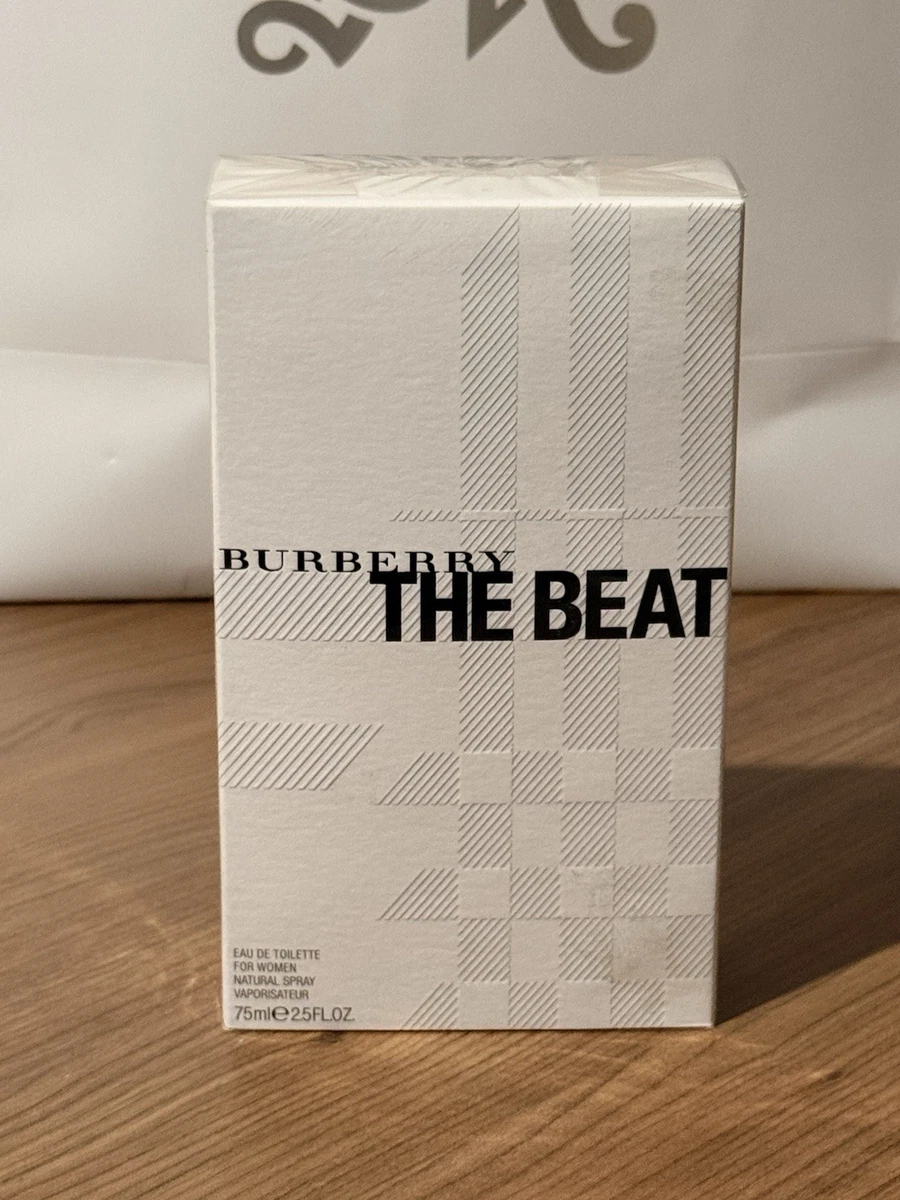 BURBERRY
THE BEAT
EAU DE TOILETTE
FOR WOMEN
NATURAL SPRAY
VAPORISATEUR
75ml℮2.5FL.OZ.